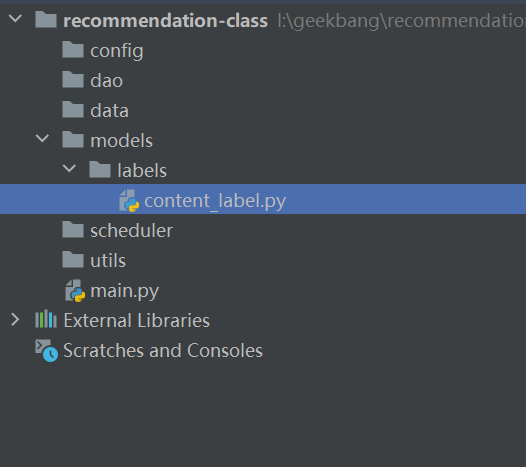 recommendation-class l:\geekbang\recommendation
config
dao
data
models
labels
content_label.py
scheduler
utils
main.py
External Libraries
Scratches and Consoles